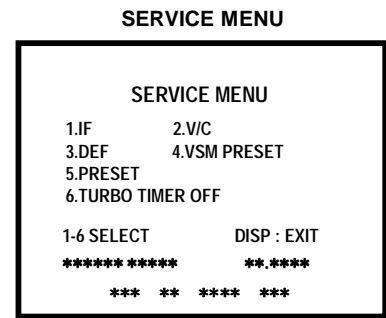 SERVICE MENU
SERVICE MENU
1.IF 2.V/C
3.DEF 4.VSM PRESET
5.PRESET
6.TURBO TIMER OFF
1-6 SELECT DISP : EXIT
****** ***** **.****
*** ** **** ***